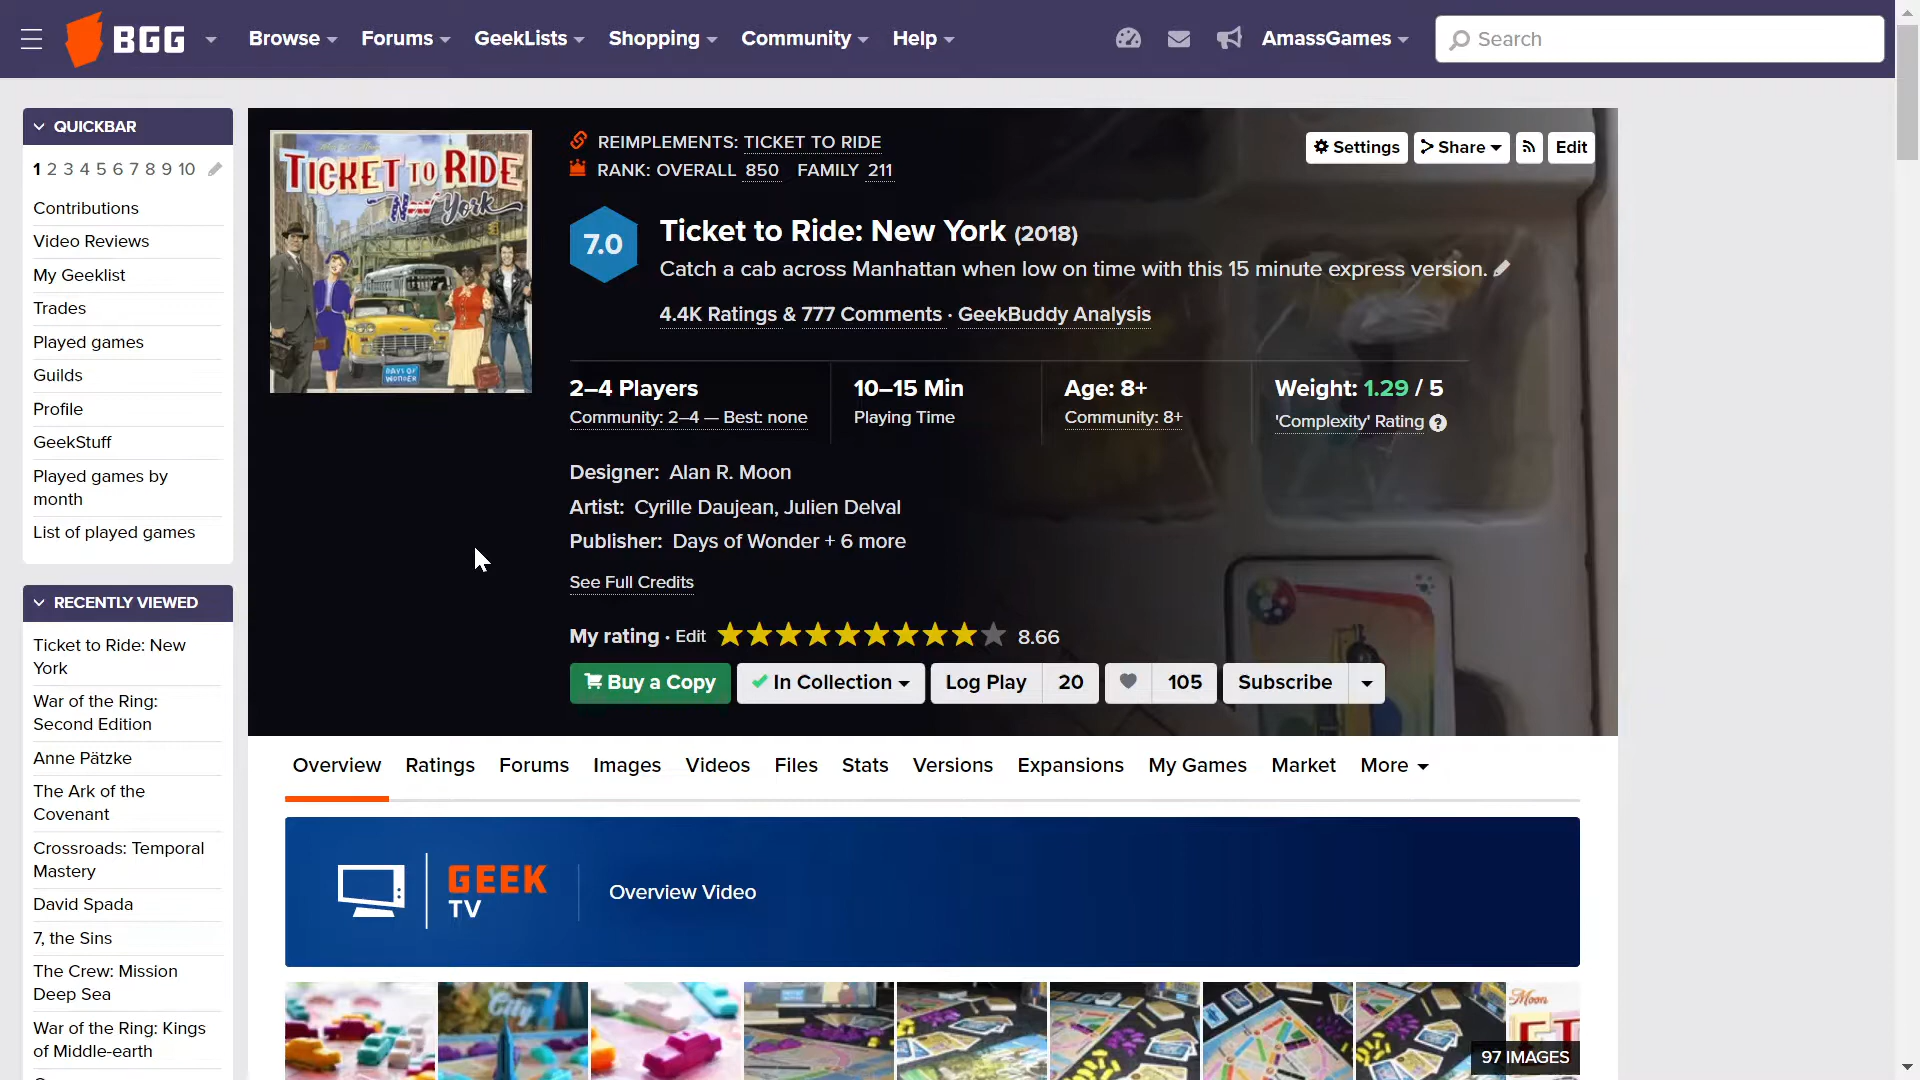 BGG
Browse
Forums
GeekLists
Shopping
Community
Help
AmassGames
Search
QUICKBAR
1 2 3 4 5 6 7 8 9 10
Contributions
Video Reviews
My Geeklist
Trades
Played games
Guilds
Profile
GeekStuff
Played games by
month
List of played games
RECENTLY VIEWED
Ticket to Ride: New
York
War of the Ring:
Second Edition
Anne Pätzke
The Ark of the
Covenant
Crossroads: Temporal
Mastery
David Spada
7, the Sins
The Crew: Mission
Deep Sea
War of the Ring: Kings
of Middle-earth
TICKET TO RIDE
New York
DAYS OF
WONDER
REIMPLEMENTS: TICKET TO RIDE
RANK: OVERALL 850 FAMILY 211
Settings
Share
Edit
7.0
Ticket to Ride: New York (2018)
Catch a cab across Manhattan when low on time with this 15 minute express version.
4.4K Ratings & 777 Comments · GeekBuddy Analysis
2–4 Players
Community: 2–4 — Best: none
10–15 Min
Playing Time
Age: 8+
Community: 8+
Weight: 1.29 / 5
'Complexity' Rating ?
Designer: Alan R. Moon
Artist: Cyrille Daujean, Julien Delval
Publisher: Days of Wonder + 6 more
See Full Credits
My rating · Edit 8.66
Buy a Copy
In Collection
Log Play 20
105
Subscribe
Overview
Ratings
Forums
Images
Videos
Files
Stats
Versions
Expansions
My Games
Market
More
GEEK
TV
Overview Video
City
Moon
97 IMAGES